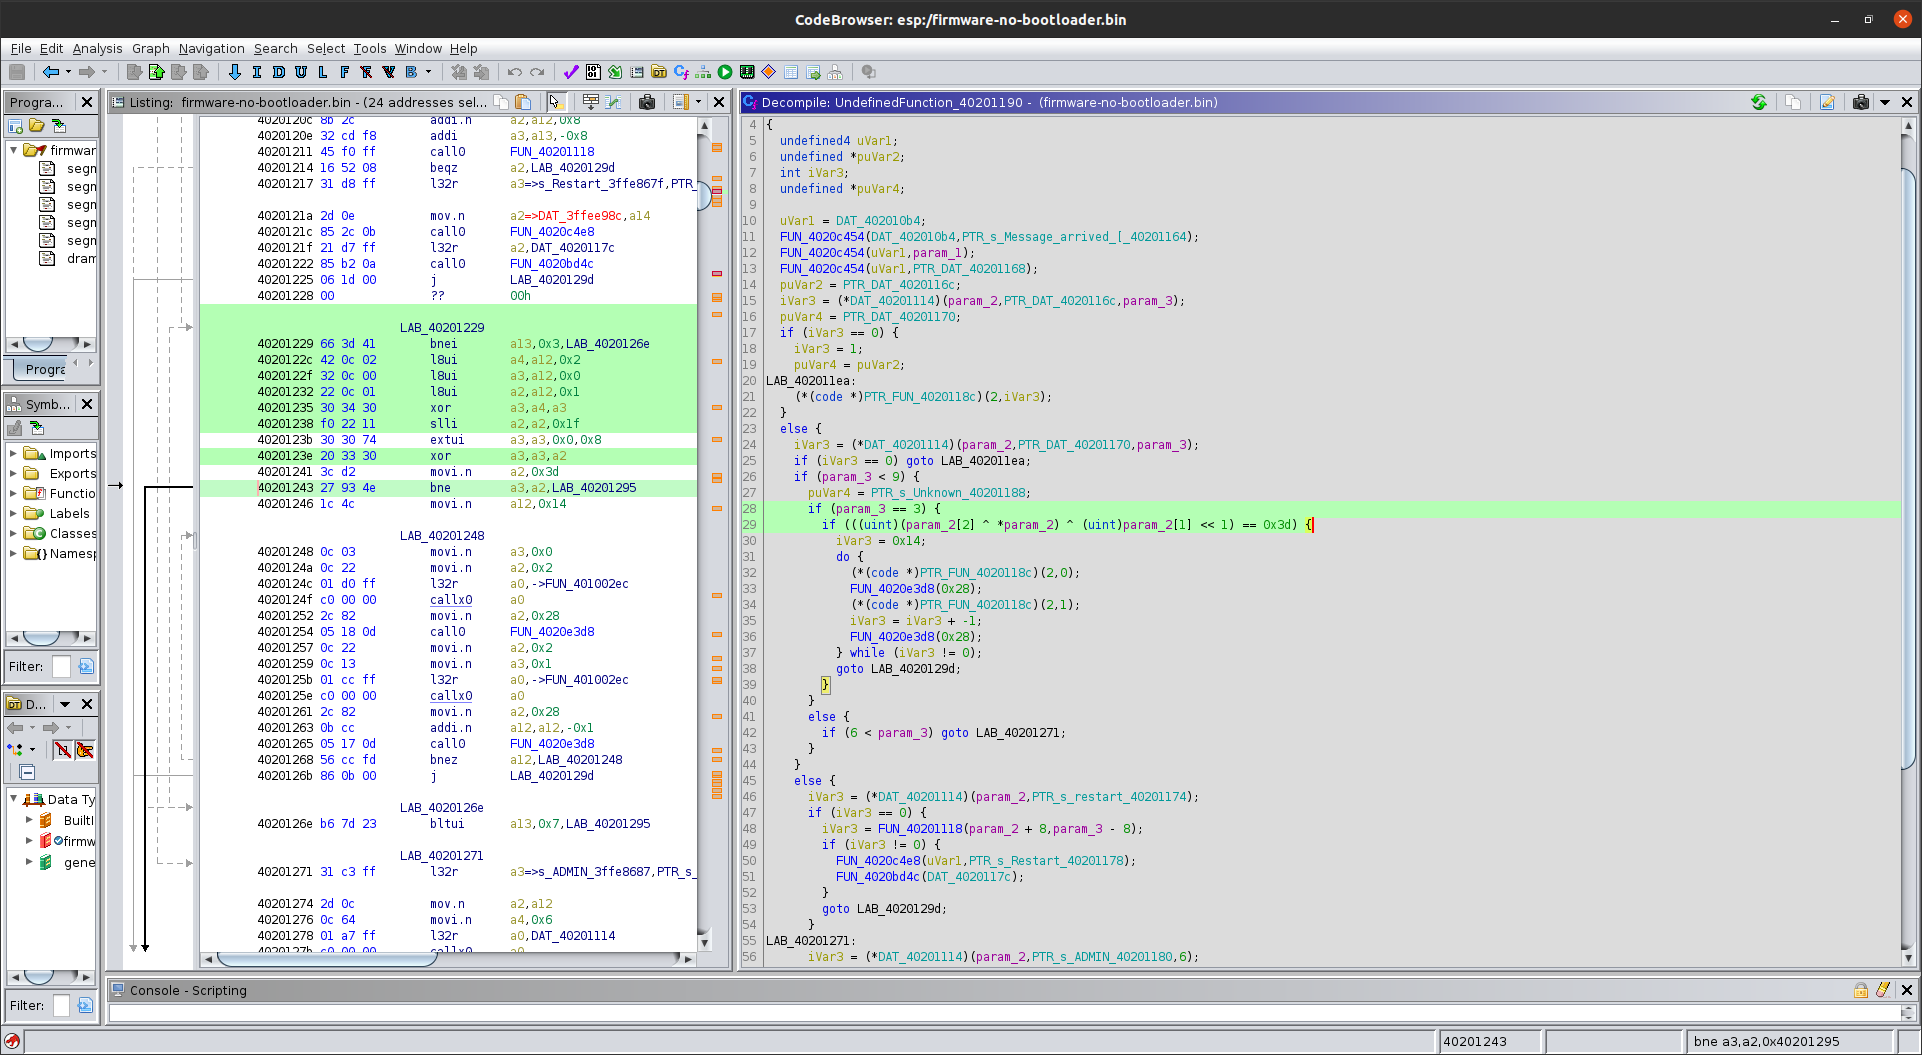 CodeBrowser: esp:/firmware-no-bootloader.bin
File Edit Analysis Graph Navigation Search Select Tools Window Help
I D U L F B
Progra...
firmwar
segn
segn
segn
segn
segn
dram
Progra
Symb...
Imports
Exports
Functio
Labels
Classes
Namesp
Filter:
D...
Data Ty
BuiltI
firmw
gene
Filter:
Listing: firmware-no-bootloader.bin - (24 addresses sel...
4020120c 8b 2c addi.n a2,a12,0x8
4020120e 32 cd f8 addi a3,a13,-0x8
40201211 45 f0 ff call0 FUN_40201118
40201214 16 52 08 beqz a2,LAB_4020129d
40201217 31 d8 ff l32r a3=>s_Restart_3ffe867f,PTR_
4020121a 2d 0e mov.n a2=>DAT_3ffee98c,a14
4020121c 85 2c 0b call0 FUN_4020c4e8
4020121f 21 d7 ff l32r a2,DAT_4020117c
40201222 85 b2 0a call0 FUN_4020bd4c
40201225 06 1d 00 j LAB_4020129d
40201228 00 ?? 00h
LAB_40201229
40201229 66 3d 41 bnei a13,0x3,LAB_4020126e
4020122c 42 0c 02 l8ui a4,a12,0x2
4020122f 32 0c 00 l8ui a3,a12,0x0
40201232 22 0c 01 l8ui a2,a12,0x1
40201235 30 34 30 xor a3,a4,a3
40201238 f0 22 11 slli a2,a2,0x1f
4020123b 30 30 74 extui a3,a3,0x0,0x8
4020123e 20 33 30 xor a3,a3,a2
40201241 3c d2 movi.n a2,0x3d
40201243 27 93 4e bne a3,a2,LAB_40201295
40201246 1c 4c movi.n a12,0x14
LAB_40201248
40201248 0c 03 movi.n a3,0x0
4020124a 0c 22 movi.n a2,0x2
4020124c 01 d0 ff l32r a0,->FUN_401002ec
4020124f c0 00 00 callx0 a0
40201252 2c 82 movi.n a2,0x28
40201254 05 18 0d call0 FUN_4020e3d8
40201257 0c 22 movi.n a2,0x2
40201259 0c 13 movi.n a3,0x1
4020125b 01 cc ff l32r a0,->FUN_401002ec
4020125e c0 00 00 callx0 a0
40201261 2c 82 movi.n a2,0x28
40201263 0b cc addi.n a12,a12,-0x1
40201265 05 17 0d call0 FUN_4020e3d8
40201268 56 cc fd bnez a12,LAB_40201248
4020126b 86 0b 00 j LAB_4020129d
LAB_4020126e
4020126e b6 7d 23 bltui a13,0x7,LAB_40201295
LAB_40201271
40201271 31 c3 ff l32r a3=>s_ADMIN_3ffe8687,PTR_s_
40201274 2d 0c mov.n a2,a12
40201276 0c 64 movi.n a4,0x6
40201278 01 a7 ff l32r a0,DAT_40201114
4020127b c0 00 00 callx0 a0
Decompile: UndefinedFunction_40201190 - (firmware-no-bootloader.bin)
4 {
5 undefined4 uVar1;
6 undefined *puVar2;
7 int iVar3;
8 undefined *puVar4;
9
10 uVar1 = DAT_402010b4;
11 FUN_4020c454(DAT_402010b4,PTR_s_Message_arrived_[_40201164);
12 FUN_4020c454(uVar1,param_1);
13 FUN_4020c454(uVar1,PTR_DAT_40201168);
14 puVar2 = PTR_DAT_4020116c;
15 iVar3 = (*DAT_40201114)(param_2,PTR_DAT_4020116c,param_3);
16 puVar4 = PTR_DAT_40201170;
17 if (iVar3 == 0) {
18 iVar3 = 1;
19 puVar4 = puVar2;
20 LAB_402011ea:
21 (*(code *)PTR_FUN_4020118c)(2,iVar3);
22 }
23 else {
24 iVar3 = (*DAT_40201114)(param_2,PTR_DAT_40201170,param_3);
25 if (iVar3 == 0) goto LAB_402011ea;
26 if (param_3 < 9) {
27 puVar4 = PTR_s_Unknown_40201188;
28 if (param_3 == 3) {
29 if (((uint)(param_2[2] ^ *param_2) ^ (uint)param_2[1] << 1) == 0x3d) {
30 iVar3 = 0x14;
31 do {
32 (*(code *)PTR_FUN_4020118c)(2,0);
33 FUN_4020e3d8(0x28);
34 (*(code *)PTR_FUN_4020118c)(2,1);
35 iVar3 = iVar3 + -1;
36 FUN_4020e3d8(0x28);
37 } while (iVar3 != 0);
38 goto LAB_4020129d;
39 }
40 }
41 else {
42 if (6 < param_3) goto LAB_40201271;
43 }
44 }
45 else {
46 iVar3 = (*DAT_40201114)(param_2,PTR_s_restart_40201174);
47 if (iVar3 == 0) {
48 iVar3 = FUN_40201118(param_2 + 8,param_3 - 8);
49 if (iVar3 != 0) {
50 FUN_4020c4e8(uVar1,PTR_s_Restart_40201178);
51 FUN_4020bd4c(DAT_4020117c);
52 }
53 goto LAB_4020129d;
54 }
55 LAB_40201271:
56 iVar3 = (*DAT_40201114)(param_2,PTR_s_ADMIN_40201180,6);
Console - Scripting
40201243
bne a3,a2,0x40201295